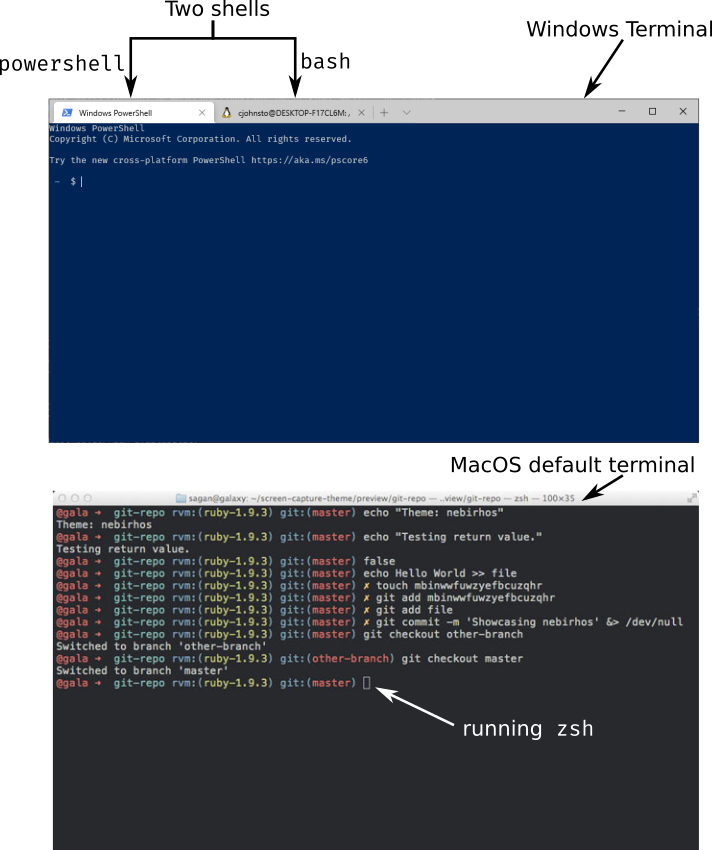 Two shells
Windows Terminal
powershell
bash
Windows PowerShell
cjohnsto@DESKTOP-F17CL6M: /
Windows PowerShell
Copyright (C) Microsoft Corporation. All rights reserved.
Try the new cross-platform PowerShell https://aka.ms/pscore6
~ $
MacOS default terminal
sagan@galaxy: ~/screen-capture-theme/preview/git-repo — ..view/git-repo — zsh — 100×35
@gala ➜ git-repo rvm:(ruby-1.9.3) git:(master) echo "Theme: nebirhos"
Theme: nebirhos
@gala ➜ git-repo rvm:(ruby-1.9.3) git:(master) echo "Testing return value."
Testing return value.
@gala ➜ git-repo rvm:(ruby-1.9.3) git:(master) false
@gala ➜ git-repo rvm:(ruby-1.9.3) git:(master) echo Hello World >> file
@gala ➜ git-repo rvm:(ruby-1.9.3) git:(master) ✗ touch mbinwwfuwzyefbcuzqhr
@gala ➜ git-repo rvm:(ruby-1.9.3) git:(master) ✗ git add mbinwwfuwzyefbcuzqhr
@gala ➜ git-repo rvm:(ruby-1.9.3) git:(master) ✗ git add file
@gala ➜ git-repo rvm:(ruby-1.9.3) git:(master) ✗ git commit -m 'Showcasing nebirhos' &> /dev/null
@gala ➜ git-repo rvm:(ruby-1.9.3) git:(master) git checkout other-branch
Switched to branch 'other-branch'
@gala ➜ git-repo rvm:(ruby-1.9.3) git:(other-branch) git checkout master
Switched to branch 'master'
@gala ➜ git-repo rvm:(ruby-1.9.3) git:(master)
running zsh